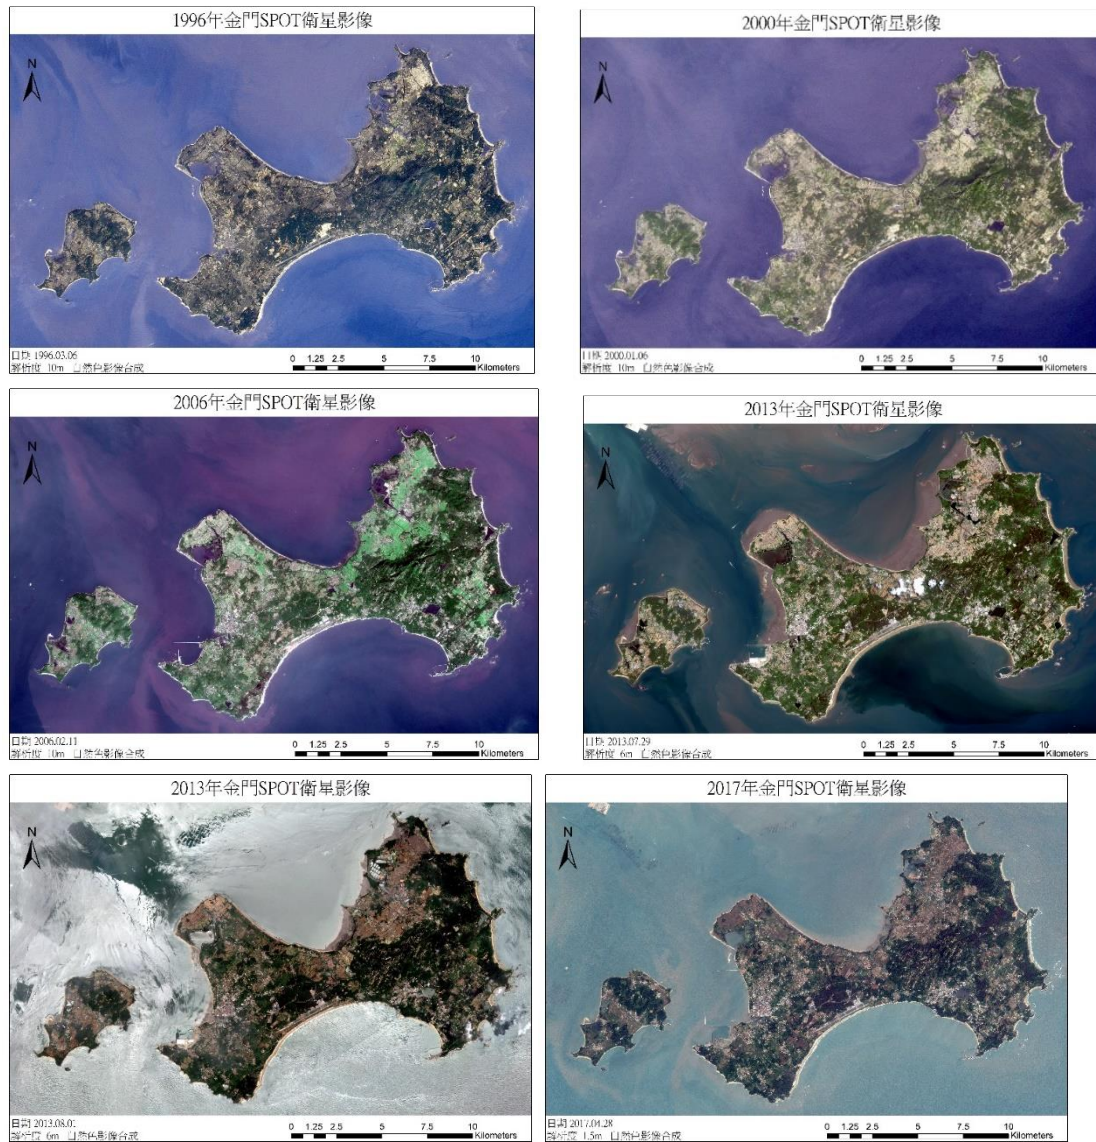 1996年金門SPOT衛星影像
N
日期 1996.03.06
解析度 10m 自然色影像合成
0 1.25 2.5 5 7.5 10
Kilometers
2000年金門SPOT衛星影像
N
日期 2000.01.06
解析度 10m 自然色影像合成
0 1.25 2.5 5 7.5 10
Kilometers
2006年金門SPOT衛星影像
N
日期 2006.02.11
解析度 10m 自然色影像合成
0 1.25 2.5 5 7.5 10
Kilometers
2013年金門SPOT衛星影像
N
日期 2013.07.29
解析度 6m 自然色影像合成
0 1.25 2.5 5 7.5 10
Kilometers
2013年金門SPOT衛星影像
N
日期 2013.08.01
解析度 6m 自然色影像合成
0 1.25 2.5 5 7.5 10
Kilometers
2017年金門SPOT衛星影像
N
日期 2017.04.28
解析度 1.5m 自然色影像合成
0 1.25 2.5 5 7.5 10
Kilometers